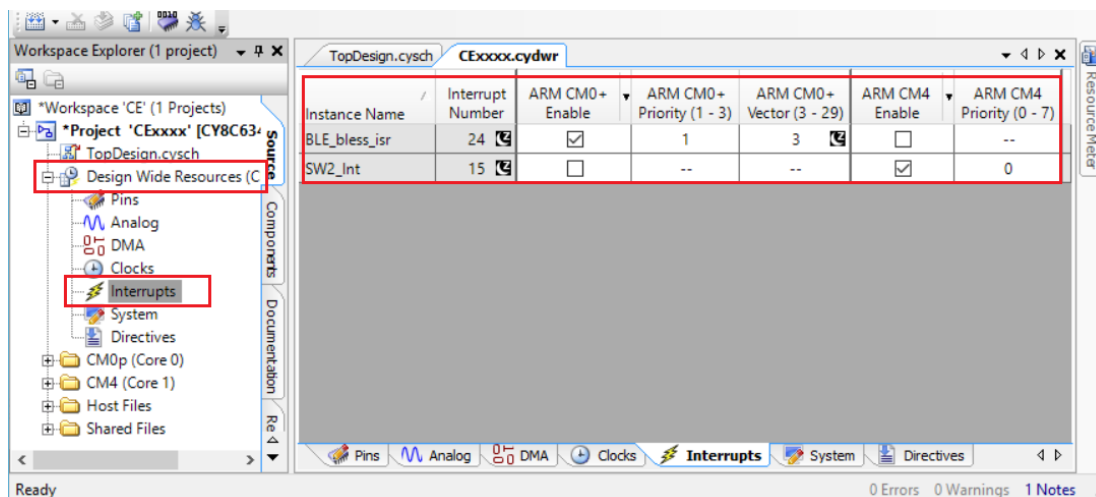 Workspace Explorer (1 project)
*Workspace 'CE' (1 Projects)
*Project 'CExxxx' [CY8C634
TopDesign.cysch
Design Wide Resources (C
Pins
Analog
DMA
Clocks
Interrupts
System
Directives
CM0p (Core 0)
CM4 (Core 1)
Host Files
Shared Files
Source
Components
Documentation
Re
TopDesign.cysch CExxxx.cydwr
Instance Name Interrupt Number ARM CM0+ Enable ARM CM0+ Priority (1 - 3) ARM CM0+ Vector (3 - 29) ARM CM4 Enable ARM CM4 Priority (0 - 7)
BLE_bless_isr 24 1 3 --
SW2_Int 15 -- -- 0
Pins Analog DMA Clocks Interrupts System Directives
Resource Meter
Ready 0 Errors 0 Warnings 1 Notes